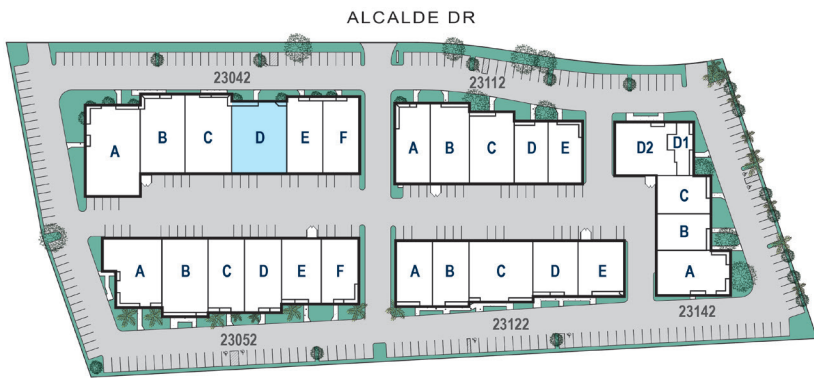 ALCALDE DR
23042
23112
A B C D E F
A B C D E
D2 D1
C
B
A
A B C D E F
A B C D E
23052
23122
23142